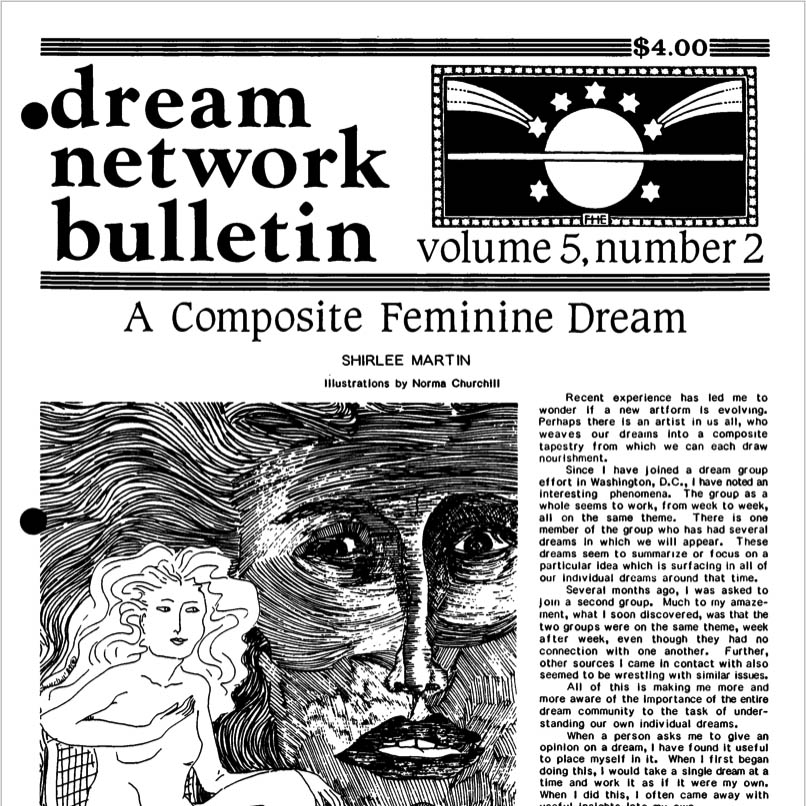 $4.00
dream
network
bulletin
FHE
volume 5, number 2
A Composite Feminine Dream
SHIRLEE MARTIN
Illustrations by Norma Churchill
Recent experience has led me to
wonder if a new artform is evolving.
Perhaps there is an artist in us all, who
weaves our dreams into a composite
tapestry from which we can each draw
nourishment.
Since I have joined a dream group
effort in Washington, D.C., I have noted an
interesting phenomena. The group as a
whole seems to work, from week to week,
all on the same theme. There is one
member of the group who has had several
dreams in which we will appear. These
dreams seem to summarize or focus on a
particular idea which is surfacing in all of
our individual dreams around that time.
Several months ago, I was asked to
join a second group. Much to my amaze-
ment, what I soon discovered, was that the
two groups were on the same theme, week
after week, even though they had no
connection with one another. Further,
other sources I came in contact with also
seemed to be wrestling with similar issues.
All of this is making me more and
more aware of the importance of the entire
dream community to the task of under-
standing our own individual dreams.
When a person asks me to give an
opinion on a dream, I have found it useful
to place myself in it. When I first began
doing this, I would take a single dream at a
time and work it as if it were my own.
When I did this, I often came away with
useful insights into my own